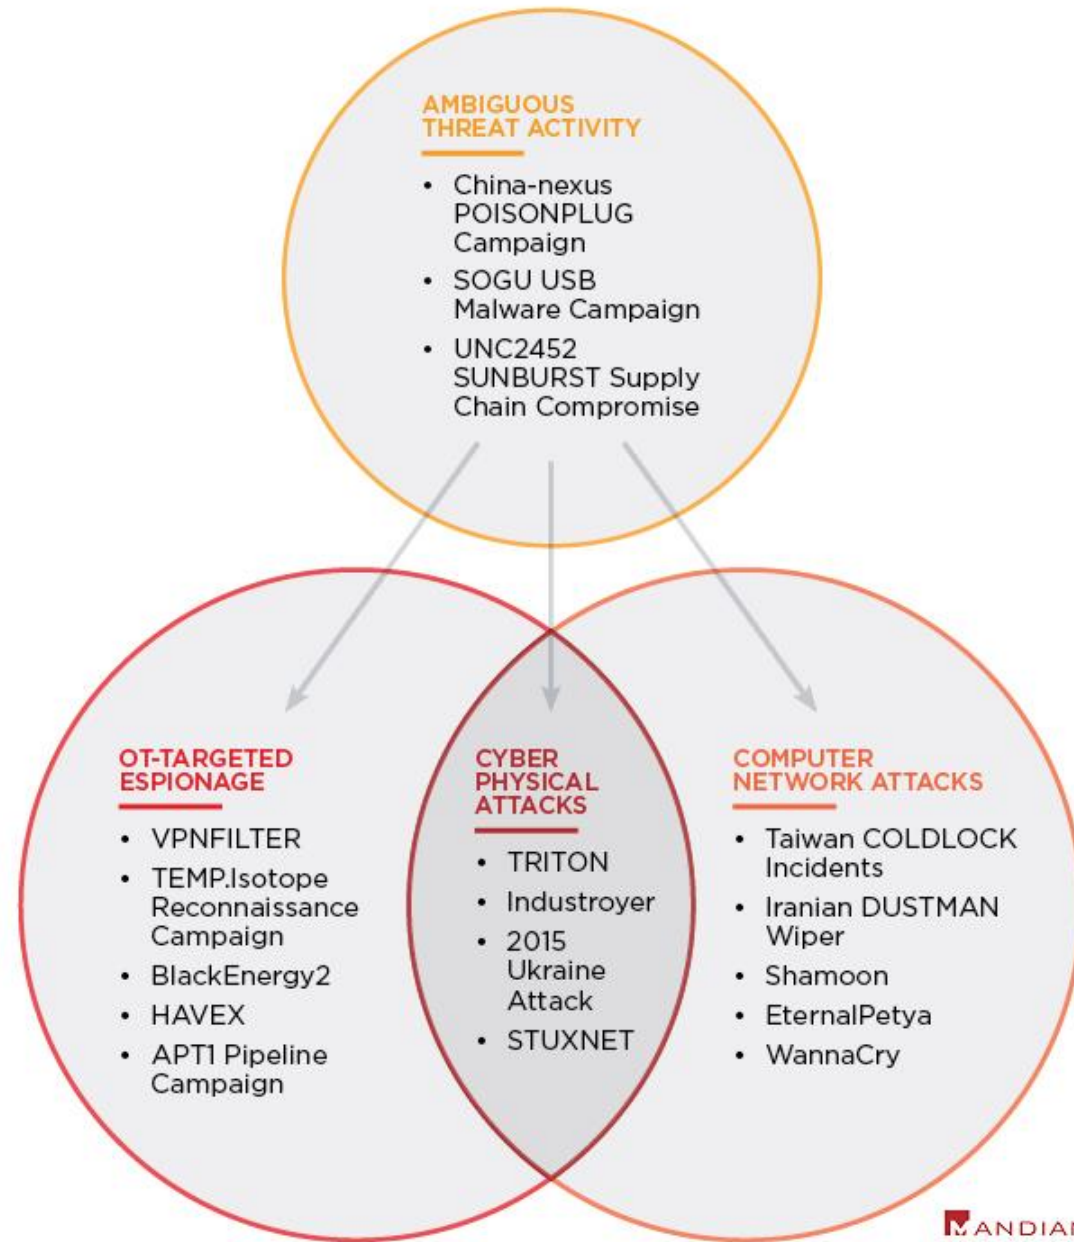 AMBIGUOUS
THREAT ACTIVITY
• China-nexus
POISONPLUG
Campaign
• SOGU USB
Malware Campaign
• UNC2452
SUNBURST Supply
Chain Compromise
OT-TARGETED
ESPIONAGE
• VPNFILTER
• TEMP.Isotope
Reconnaissance
Campaign
• BlackEnergy2
• HAVEX
• APT1 Pipeline
Campaign
CYBER
PHYSICAL
ATTACKS
• TRITON
• Industroyer
• 2015
Ukraine
Attack
• STUXNET
COMPUTER
NETWORK ATTACKS
• Taiwan COLDLOCK
Incidents
• Iranian DUSTMAN
Wiper
• Shamoon
• EternalPetya
• WannaCry